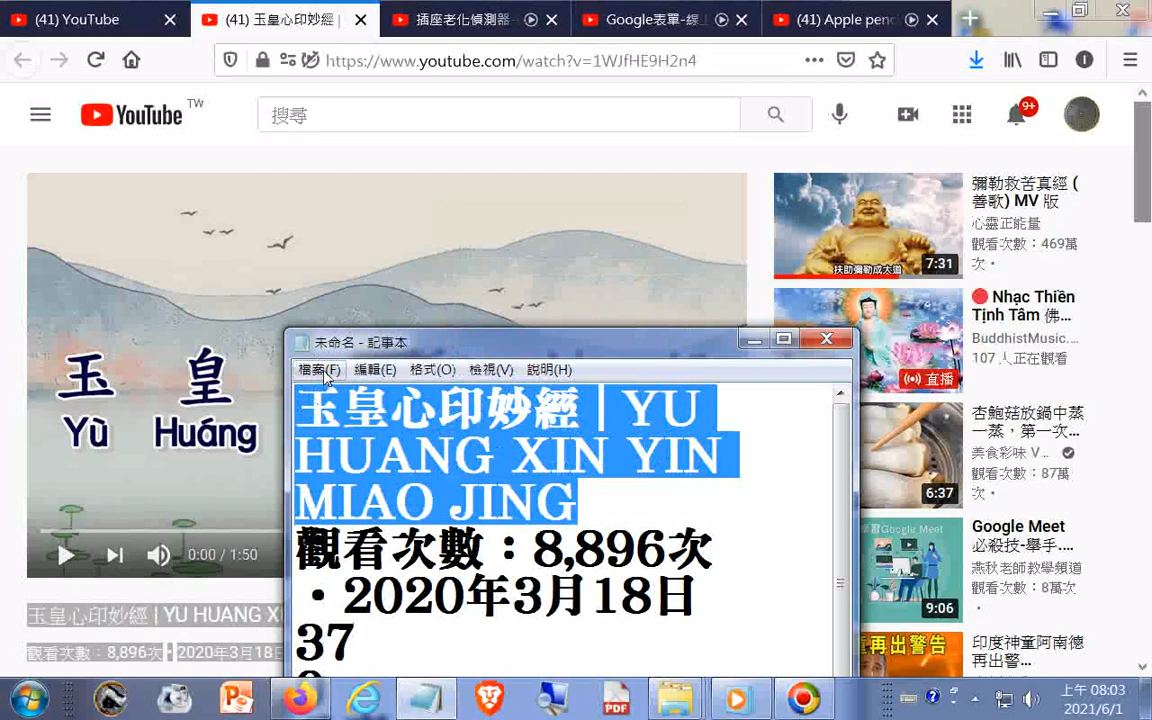 (41) YouTube
(41) 玉皇心印妙經 |
插座老化偵測器
Google表單-線
(41) Apple penc
https://www.youtube.com/watch?v=1WJfHE9H2n4
YouTube TW
搜尋
9+
玉 皇
Yù Huáng
0:00 / 1:50
玉皇心印妙經 | YU HUANG XI
觀看次數：8,896次 • 2020年3月18日
彌勒救苦真經 (
善歌) MV 版
心靈正能量
觀看次數：469萬
次 •
扶助彌勒成大道
7:31
Nhạc Thiền
Tịnh Tâm 佛...
BuddhistMusic...
107 人正在觀看
直播
杏鮑菇放鍋中蒸
一蒸，第一次...
美食彩味 V...
觀看次數：87萬
次 •
6:37
Google Meet
必殺技-舉手....
燕秋老師教學頻道
觀看次數：8萬次
•
Google Meet
9:06
印度神童阿南德
再出警告...
重再出警告
未命名 - 記事本
檔案(F) 編輯(E) 格式(O) 檢視(V) 說明(H)
玉皇心印妙經 | YU
HUANG XIN YIN
MIAO JING
觀看次數：8,896次
•2020年3月18日
37
PDF
上午 08:03
2021/6/1